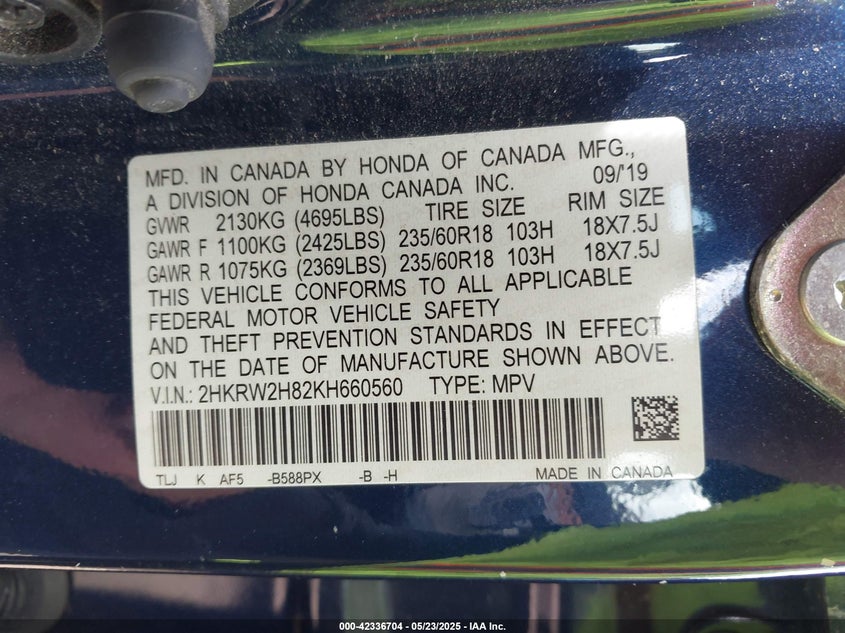 MFD. IN CANADA BY HONDA OF CANADA MFG.,
A DIVISION OF HONDA CANADA INC. 09/'19
GVWR 2130KG (4695LBS) TIRE SIZE RIM SIZE
GAWR F 1100KG (2425LBS) 235/60R18 103H 18X7.5J
GAWR R 1075KG (2369LBS) 235/60R18 103H 18X7.5J
THIS VEHICLE CONFORMS TO ALL APPLICABLE
FEDERAL MOTOR VEHICLE SAFETY
AND THEFT PREVENTION STANDARDS IN EFFECT
ON THE DATE OF MANUFACTURE SHOWN ABOVE.
V.I.N.: 2HKRW2H82KH660560 TYPE: MPV
TLJ K AF5 -B588PX -B -H MADE IN CANADA
000-42336704 — 05/23/2025 — IAA Inc.